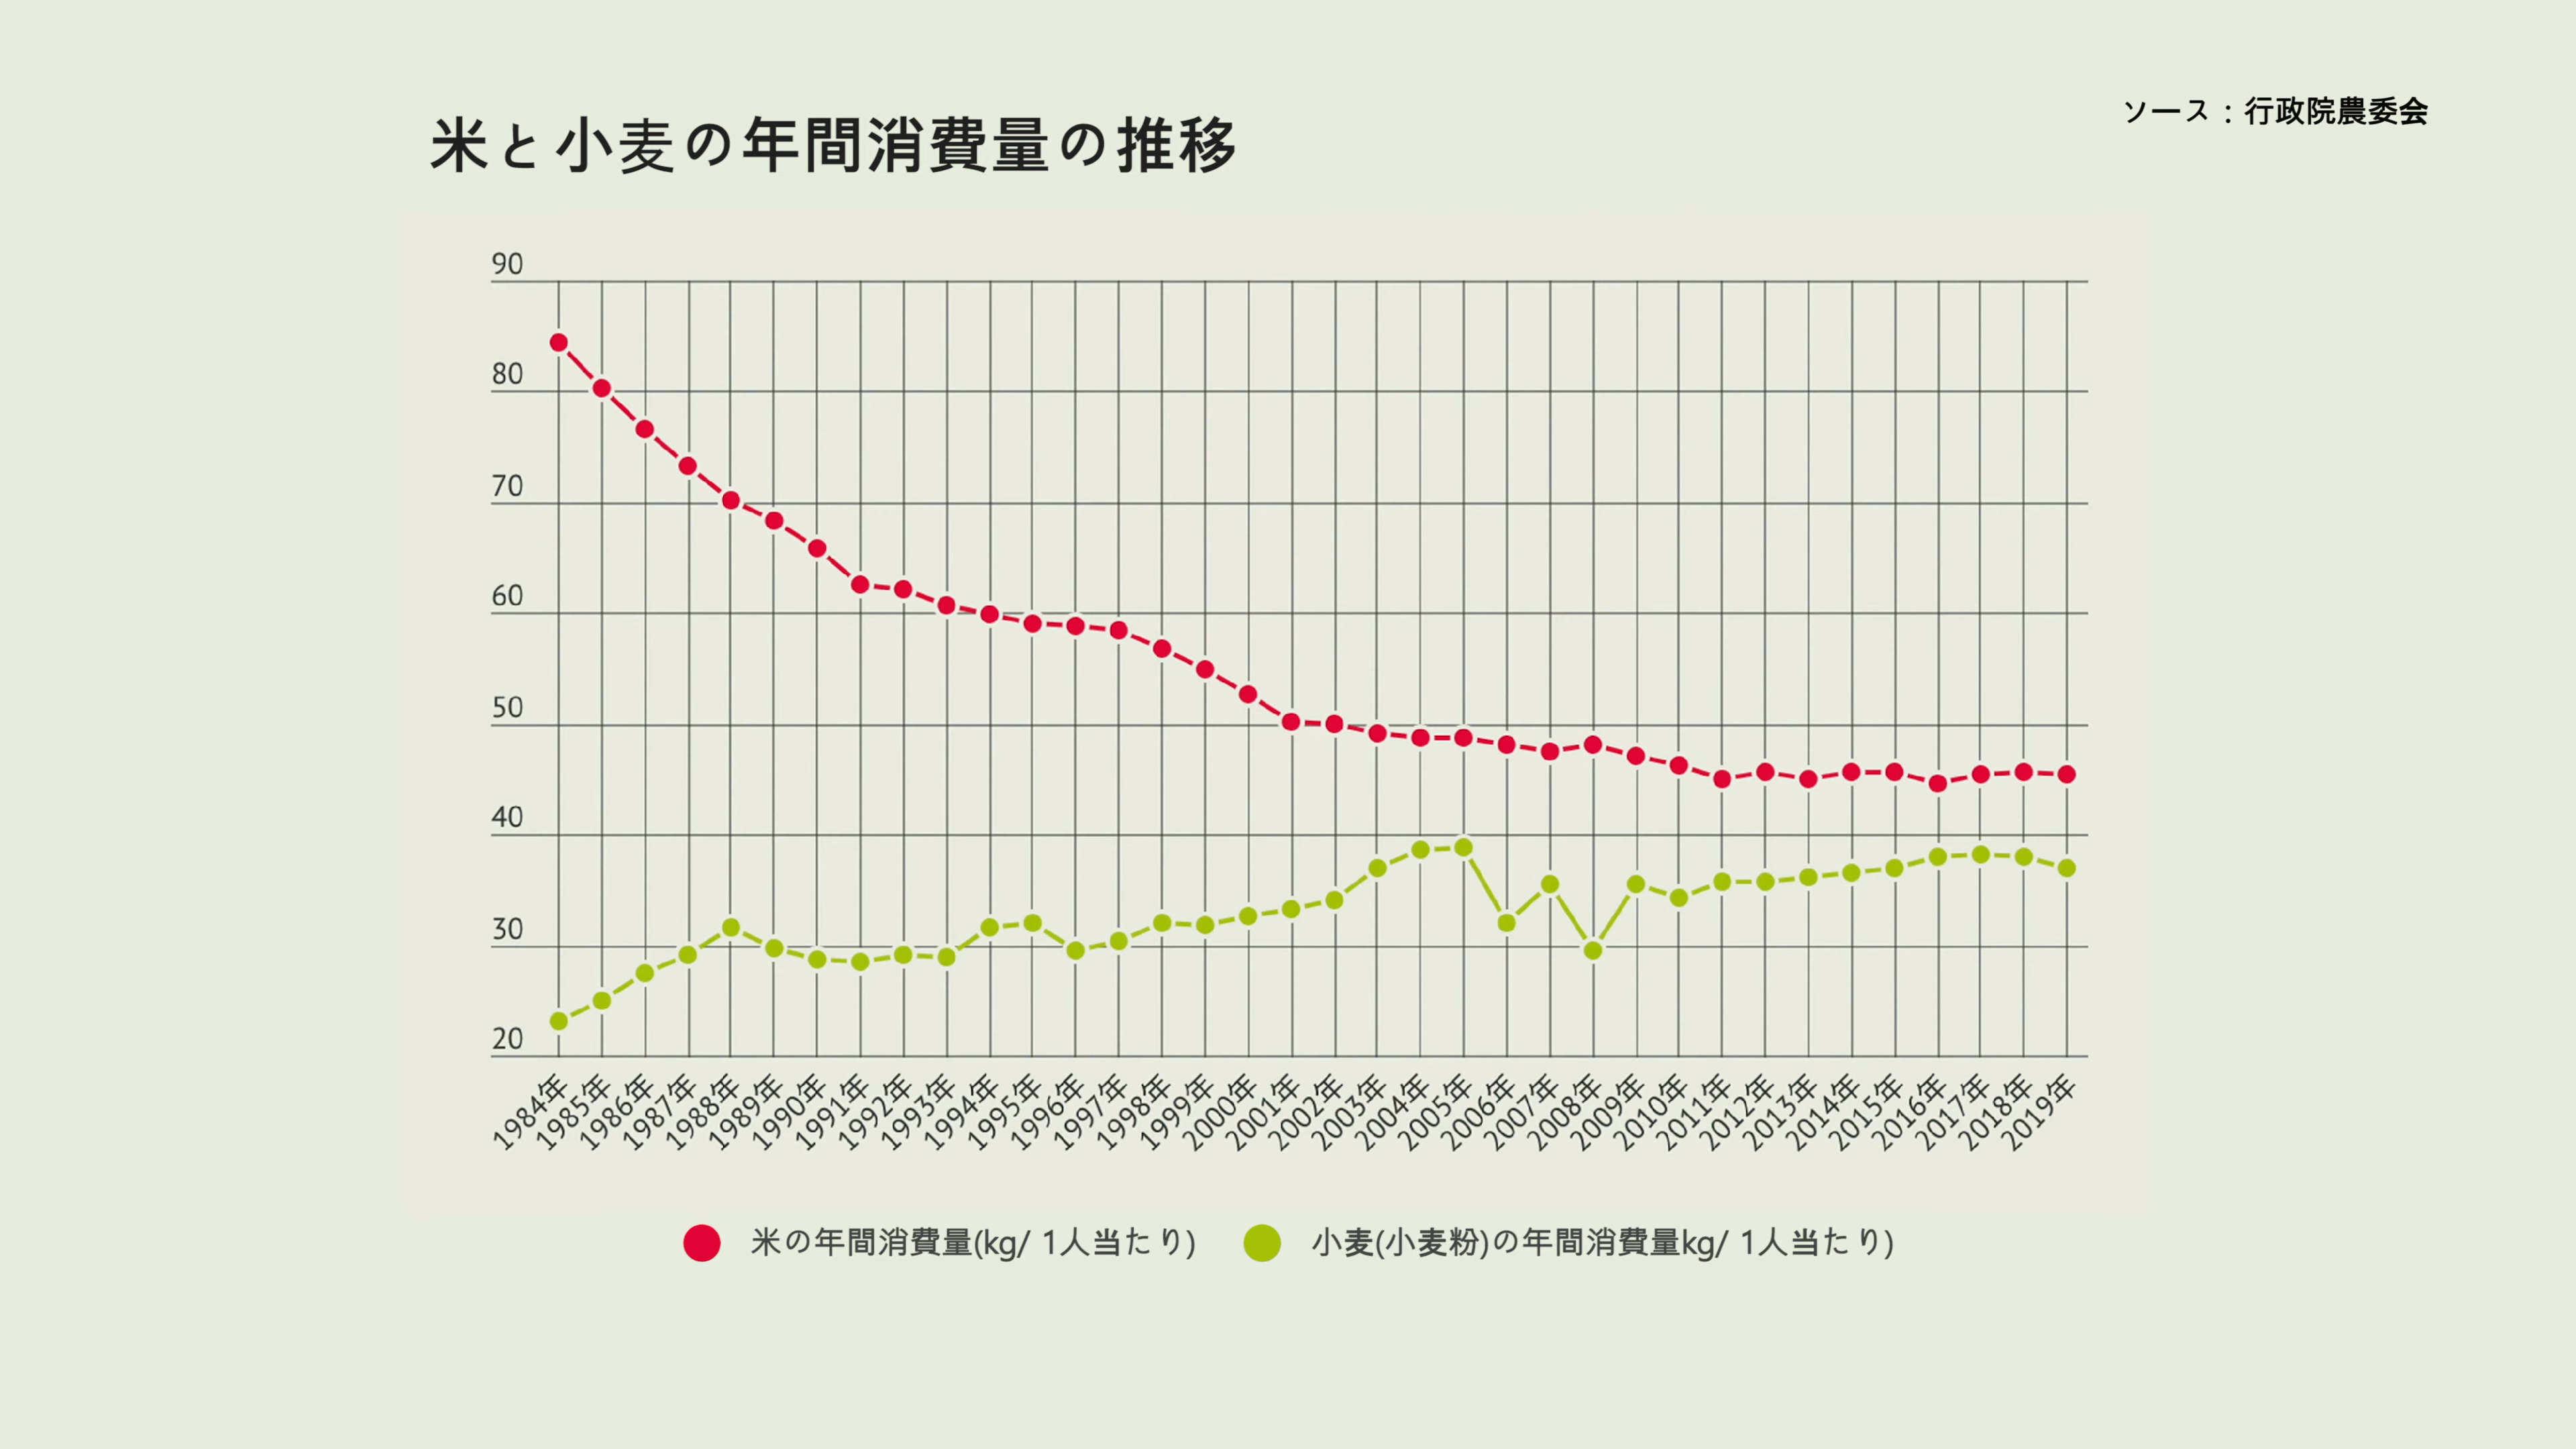 米と小麦の年間消費量の推移
ソース：行政院農委会
90
80
70
60
50
40
30
20
1984年
1985年
1986年
1987年
1988年
1989年
1990年
1991年
1992年
1993年
1994年
1995年
1996年
1997年
1998年
1999年
2000年
2001年
2002年
2003年
2004年
2005年
2006年
2007年
2008年
2009年
2010年
2011年
2012年
2013年
2014年
2015年
2016年
2017年
2018年
2019年
米の年間消費量(kg/ 1人当たり)
小麦(小麦粉)の年間消費量kg/ 1人当たり)